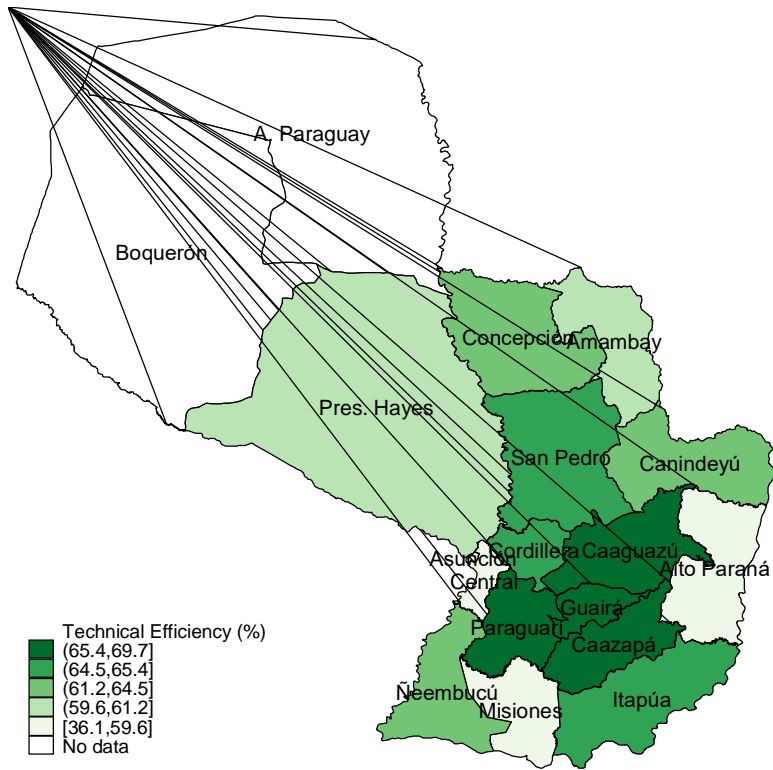 A. Paraguay
Boquerón
Concepción
Amambay
Pres. Hayes
San Pedro
Canindeyú
Cordillera
Caaguazú
Asunción
Alto Paraná
Central
Guairá
Paraguarí
Caazapá
Ñeembucú
Misiones
Itapúa
Technical Efficiency (%)
(65.4,69.7]
(64.5,65.4]
(61.2,64.5]
(59.6,61.2]
[36.1,59.6]
No data